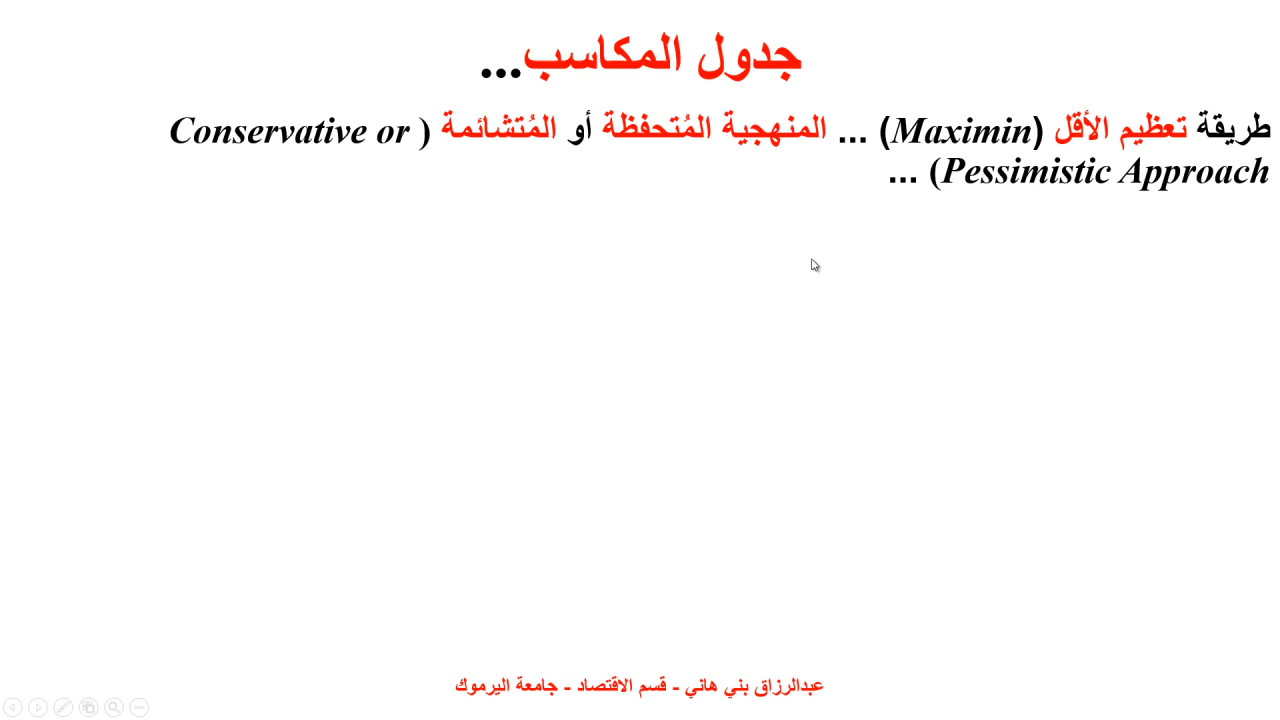 جدول المكاسب...
طريقة تعظيم الأقل (Maximin) ... المنهجية المُتحفظة أو المُتشائمة (Conservative or
Pessimistic Approach) ...
عبدالرزاق بني هاني - قسم الاقتصاد - جامعة اليرموك